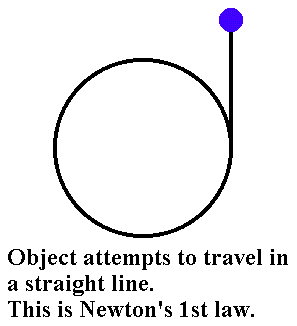 Object attempts to travel in
a straight line.
This is Newton's 1st law.